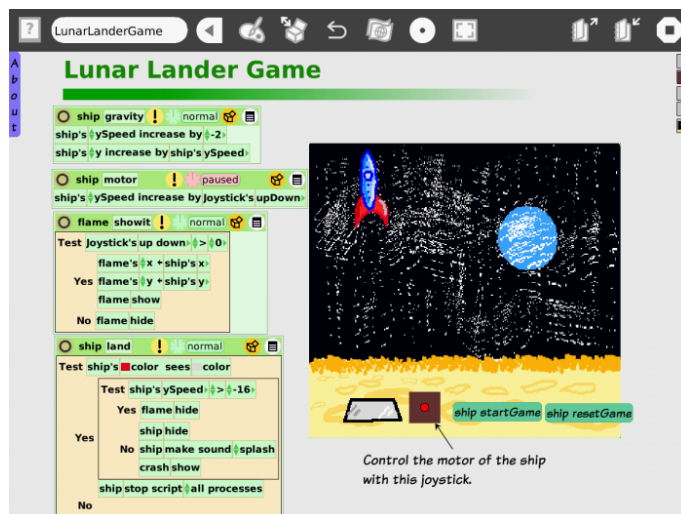 ?
LunarLanderGame
About
Lunar Lander Game
ship gravity ! normal
ship's ySpeed increase by -2
ship's y increase by ship's ySpeed
ship motor ! paused
ship's ySpeed increase by Joystick's upDown
flame showit ! normal
Test Joystick's up down > 0
flame's x ship's x
Yes flame's y ship's y
flame show
No flame hide
ship land ! normal
Test ship's color sees color
Test ship's ySpeed > -16
Yes flame hide
Yes
ship hide
No ship make sound splash
crash show
ship stop script all processes
No
ship startGame
ship resetGame
Control the motor of the ship
with this joystick.